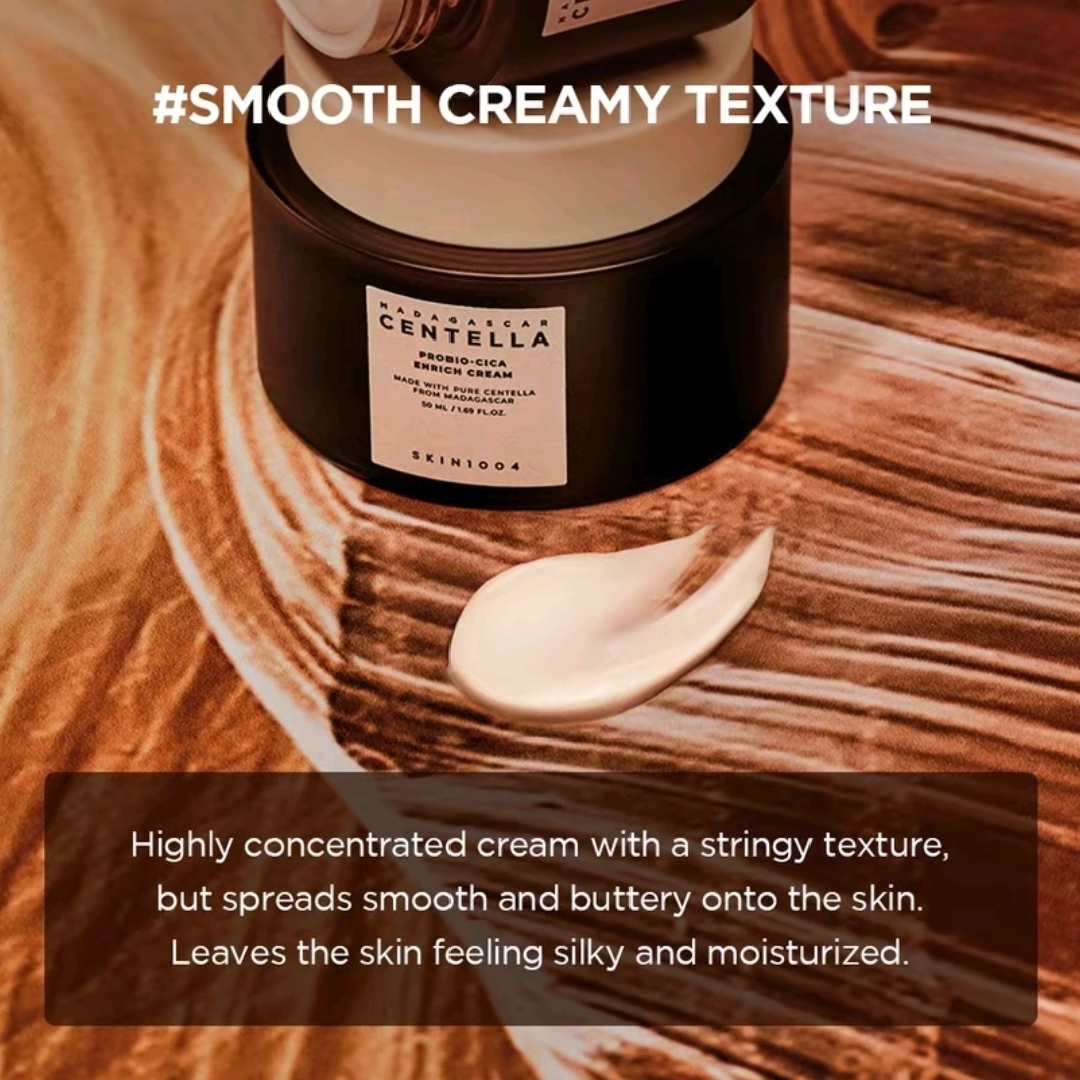 #SMOOTH CREAMY TEXTURE
MADAGASCAR
CENTELLA
PROBIO-CICA
ENRICH CREAM
MADE WITH PURE CENTELLA
FROM MADAGASCAR
50 ML / 1.69 FL.OZ.
SKIN1004
Highly concentrated cream with a stringy texture,
but spreads smooth and buttery onto the skin.
Leaves the skin feeling silky and moisturized.